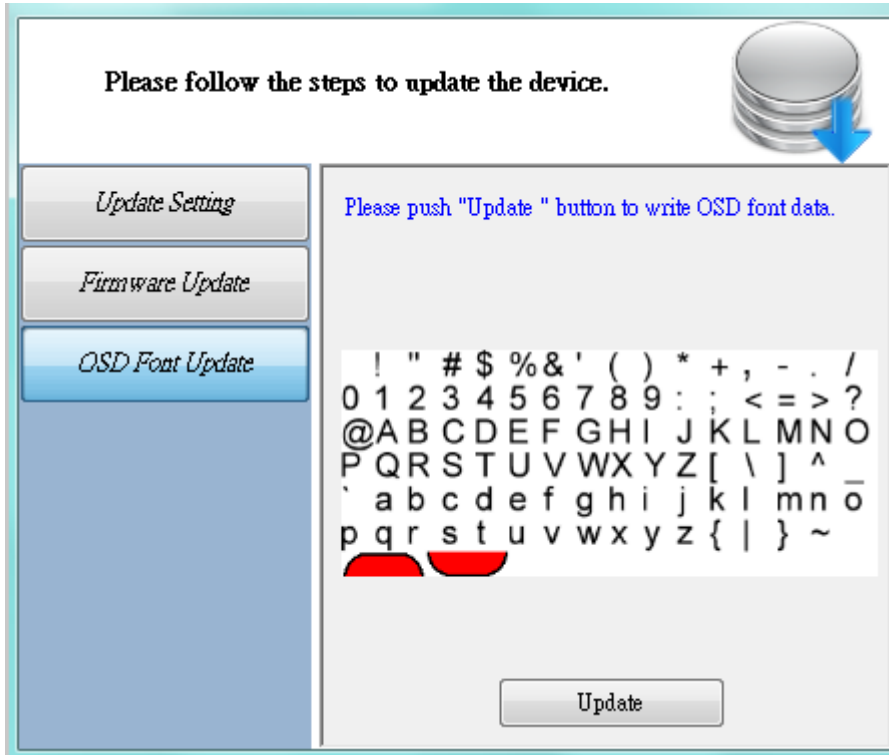 Please follow the steps to update the device.
Update Setting
Firmware Update
OSD Font Update
Please push "Update " button to write OSD font data.
! " # $ % & ' ( ) * + , - . /
0 1 2 3 4 5 6 7 8 9 : ; < = > ?
@ A B C D E F G H I J K L M N O
P Q R S T U V W X Y Z [ \ ] ^ _
` a b c d e f g h i j k l m n o
p q r s t u v w x y z { | } ~
Update